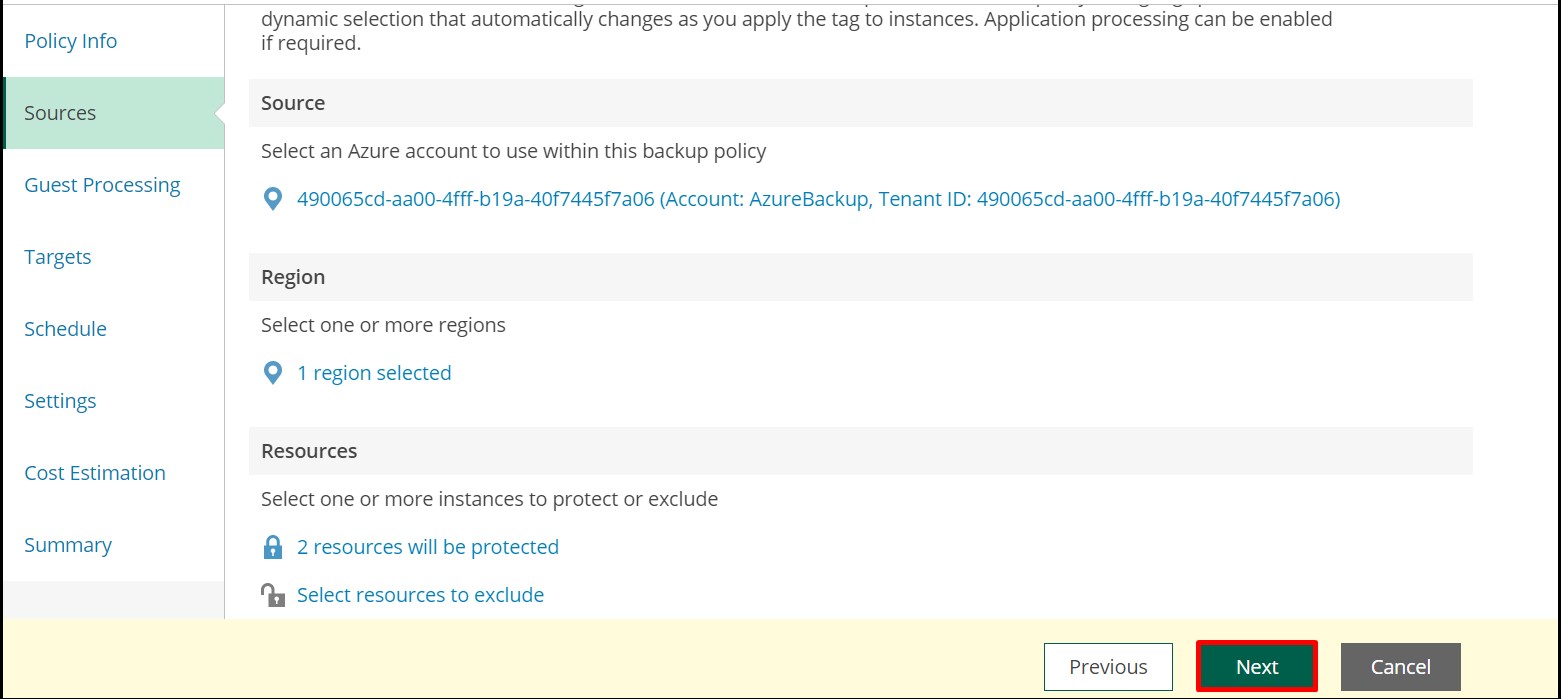 Policy Info
Sources
Guest Processing
Targets
Schedule
Settings
Cost Estimation
Summary
dynamic selection that automatically changes as you apply the tag to instances. Application processing can be enabled
if required.
Source
Select an Azure account to use within this backup policy
490065cd-aa00-4fff-b19a-40f7445f7a06 (Account: AzureBackup, Tenant ID: 490065cd-aa00-4fff-b19a-40f7445f7a06)
Region
Select one or more regions
1 region selected
Resources
Select one or more instances to protect or exclude
2 resources will be protected
Select resources to exclude
Previous
Next
Cancel